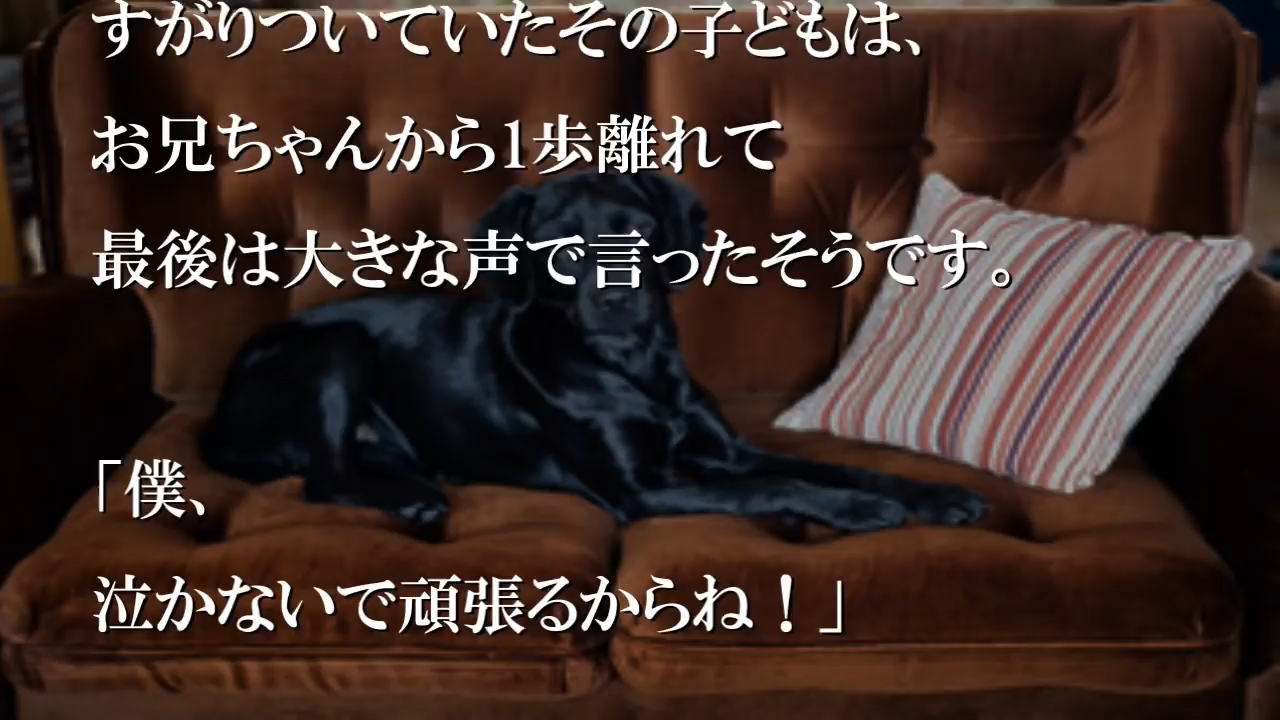 すがりついていたその子どもは、
お兄ちゃんから1歩離れて
最後は大きな声で言ったそうです。
「僕、
泣かないで頑張るからね！」